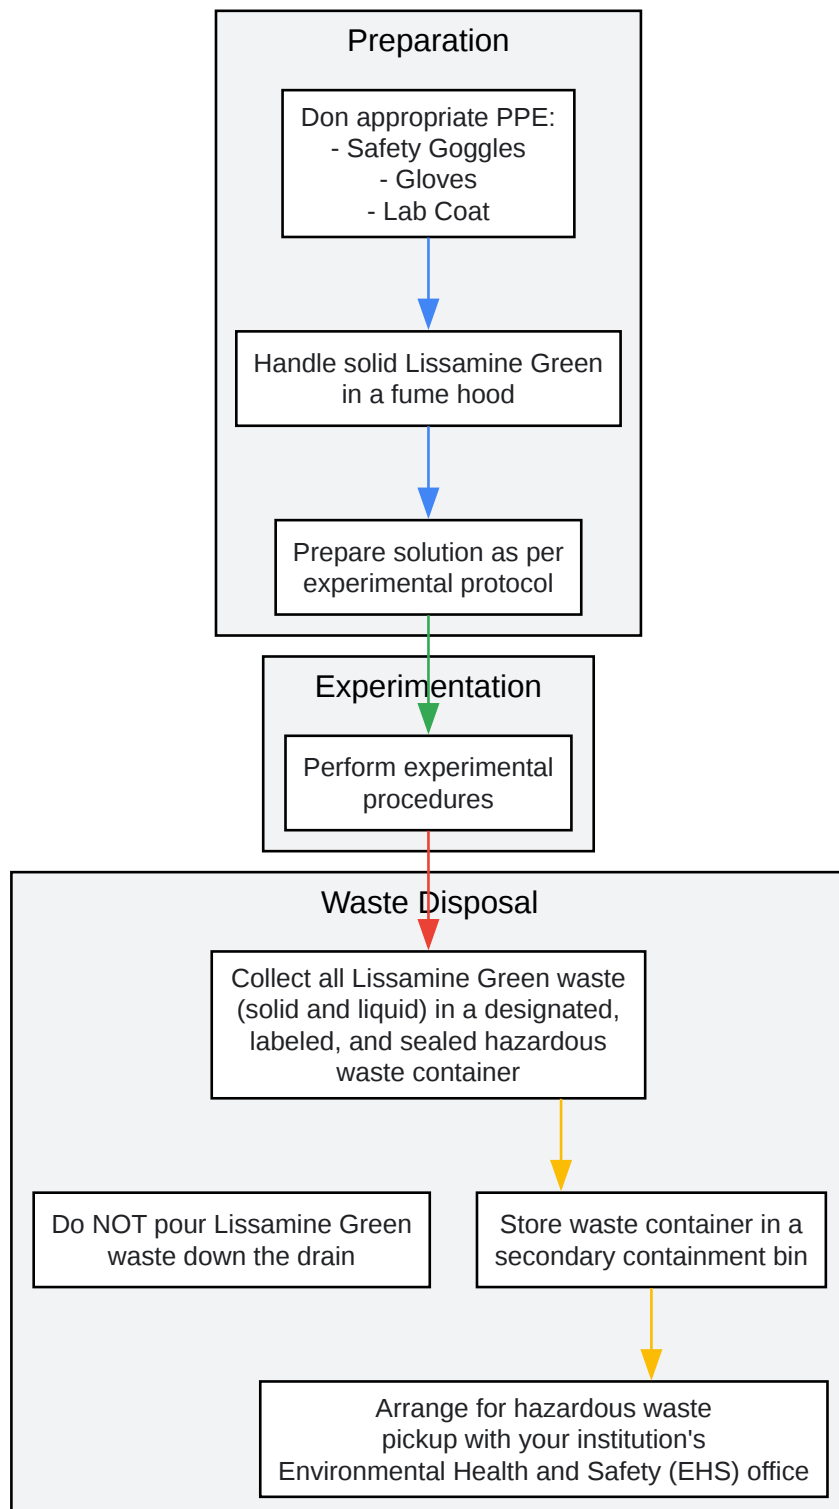 Preparation
Don appropriate PPE:
- Safety Goggles
- Gloves
- Lab Coat
Handle solid Lissamine Green
in a fume hood
Prepare solution as per
experimental protocol
Experimentation
Perform experimental
procedures
Waste Disposal
Collect all Lissamine Green waste
(solid and liquid) in a designated,
labeled, and sealed hazardous
waste container
Do NOT pour Lissamine Green
waste down the drain
Store waste container in a
secondary containment bin
Arrange for hazardous waste
pickup with your institution's
Environmental Health and Safety (EHS) office